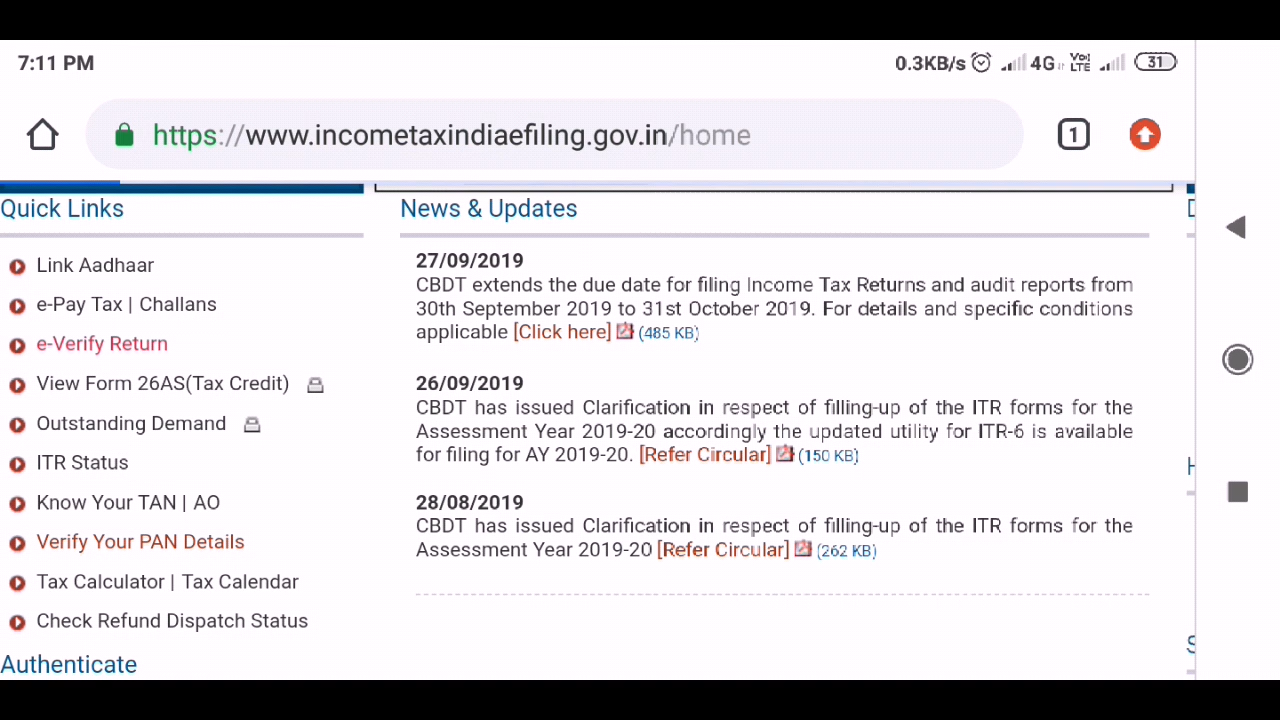 7:11 PM
0.3KB/s 4G VoLTE 31
https://www.incometaxindiaefiling.gov.in/home
1
Quick Links
Link Aadhaar
e-Pay Tax | Challans
e-Verify Return
View Form 26AS(Tax Credit)
Outstanding Demand
ITR Status
Know Your TAN | AO
Verify Your PAN Details
Tax Calculator | Tax Calendar
Check Refund Dispatch Status
Authenticate
News & Updates
27/09/2019
CBDT extends the due date for filing Income Tax Returns and audit reports from
30th September 2019 to 31st October 2019. For details and specific conditions
applicable [Click here] (485 KB)
26/09/2019
CBDT has issued Clarification in respect of filling-up of the ITR forms for the
Assessment Year 2019-20 accordingly the updated utility for ITR-6 is available
for filing for AY 2019-20. [Refer Circular] (150 KB)
28/08/2019
CBDT has issued Clarification in respect of filling-up of the ITR forms for the
Assessment Year 2019-20 [Refer Circular] (262 KB)